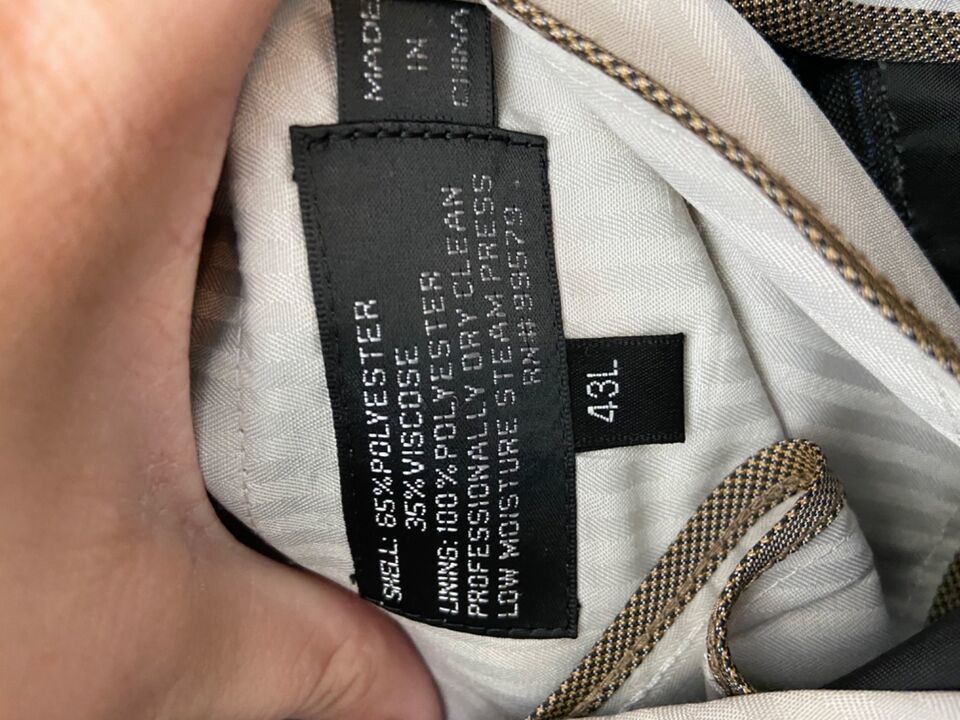 MADE
IN
CHINA
SHELL: 65%POLYESTER
35%VISCOSE
LINING:100%POLYESTER
PROFESSIONALLY DRY CLEAN
LOW MOISTURE STEAM PRESS
RN#99579.
43L